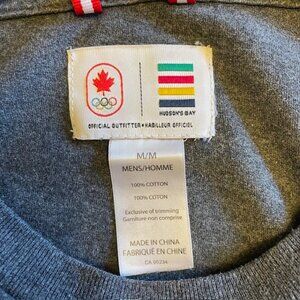 HUDSON'S BAY
OFFICIAL OUTFITTER • HABILLEUR OFFICIEL
M/M
MENS/HOMME
100% COTTON
100% COTON
Exclusive of trimming
Garniture non comprise
MADE IN CHINA
FABRIQUÉ EN CHINE
CA 00234